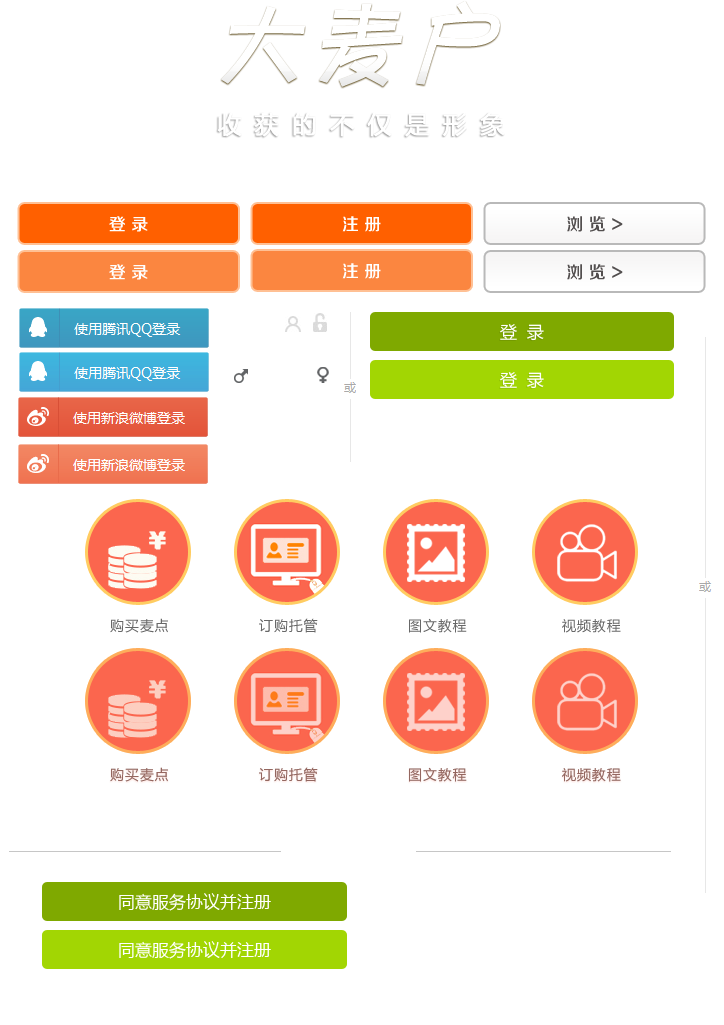 大麦户
收获的不仅是形象
登 录
注 册
浏 览 >
登 录
注 册
浏 览 >
使用腾讯QQ登录
登 录
使用腾讯QQ登录
或
登 录
使用新浪微博登录
使用新浪微博登录
¥
或
购买麦点
订购托管
图文教程
视频教程
¥
购买麦点
订购托管
图文教程
视频教程
同意服务协议并注册
同意服务协议并注册